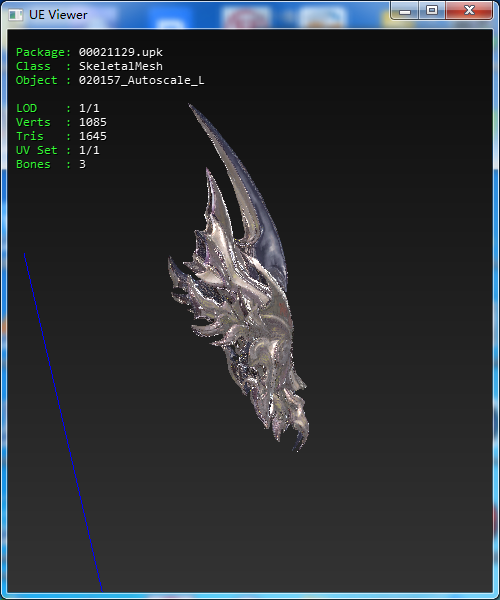 UE Viewer
Package: 00021129.upk
Class  : SkeletalMesh
Object : 020157_Autoscale_L
LOD    : 1/1
Verts  : 1085
Tris   : 1645
UV Set : 1/1
Bones  : 3